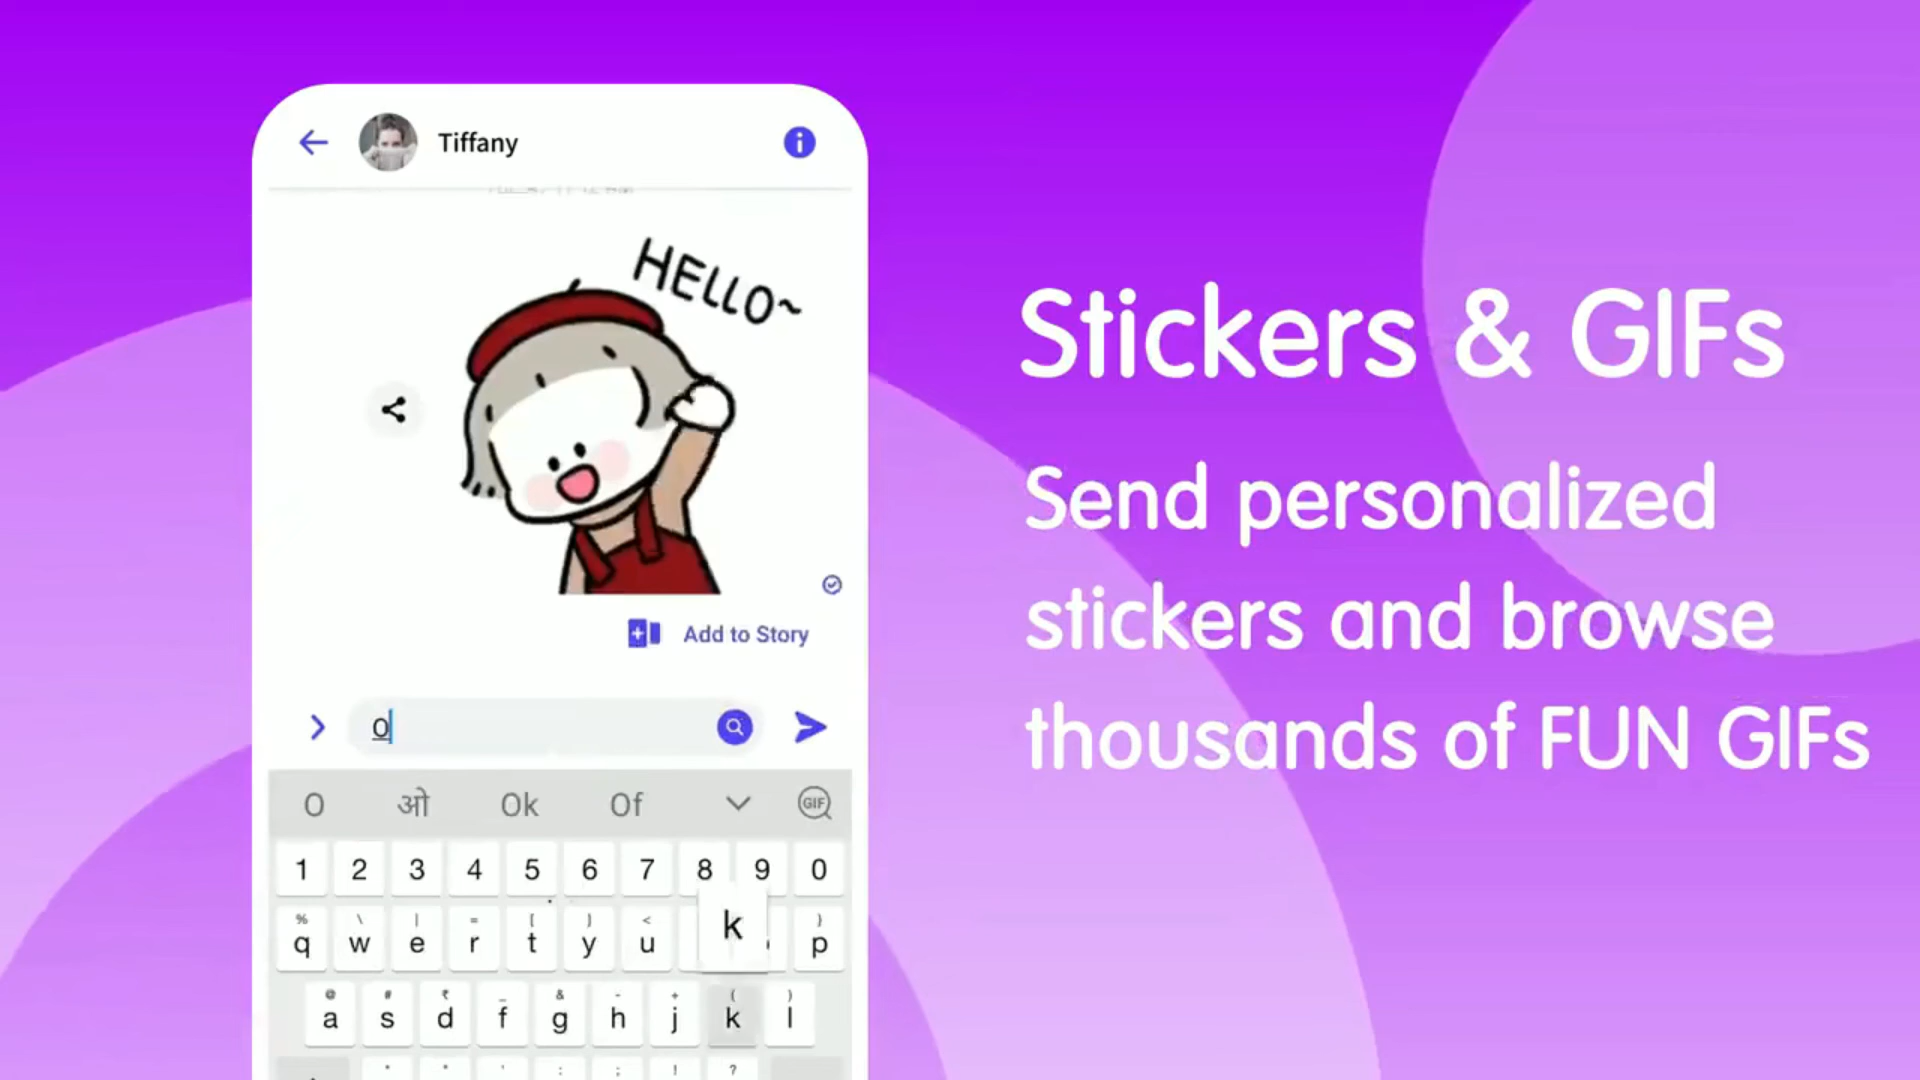 Tiffany
HELLO~
Stickers & GIFs
Send personalized
stickers and browse
thousands of FUN GIFs
Add to Story
O
O ओ Ok Of GIF
1 2 3 4 5 6 7 8 9 0
% \ | = [ ] < }
q w e r t y u k p
@ # ₹ _ & - + ( )
a s d f g h j k l
! ?